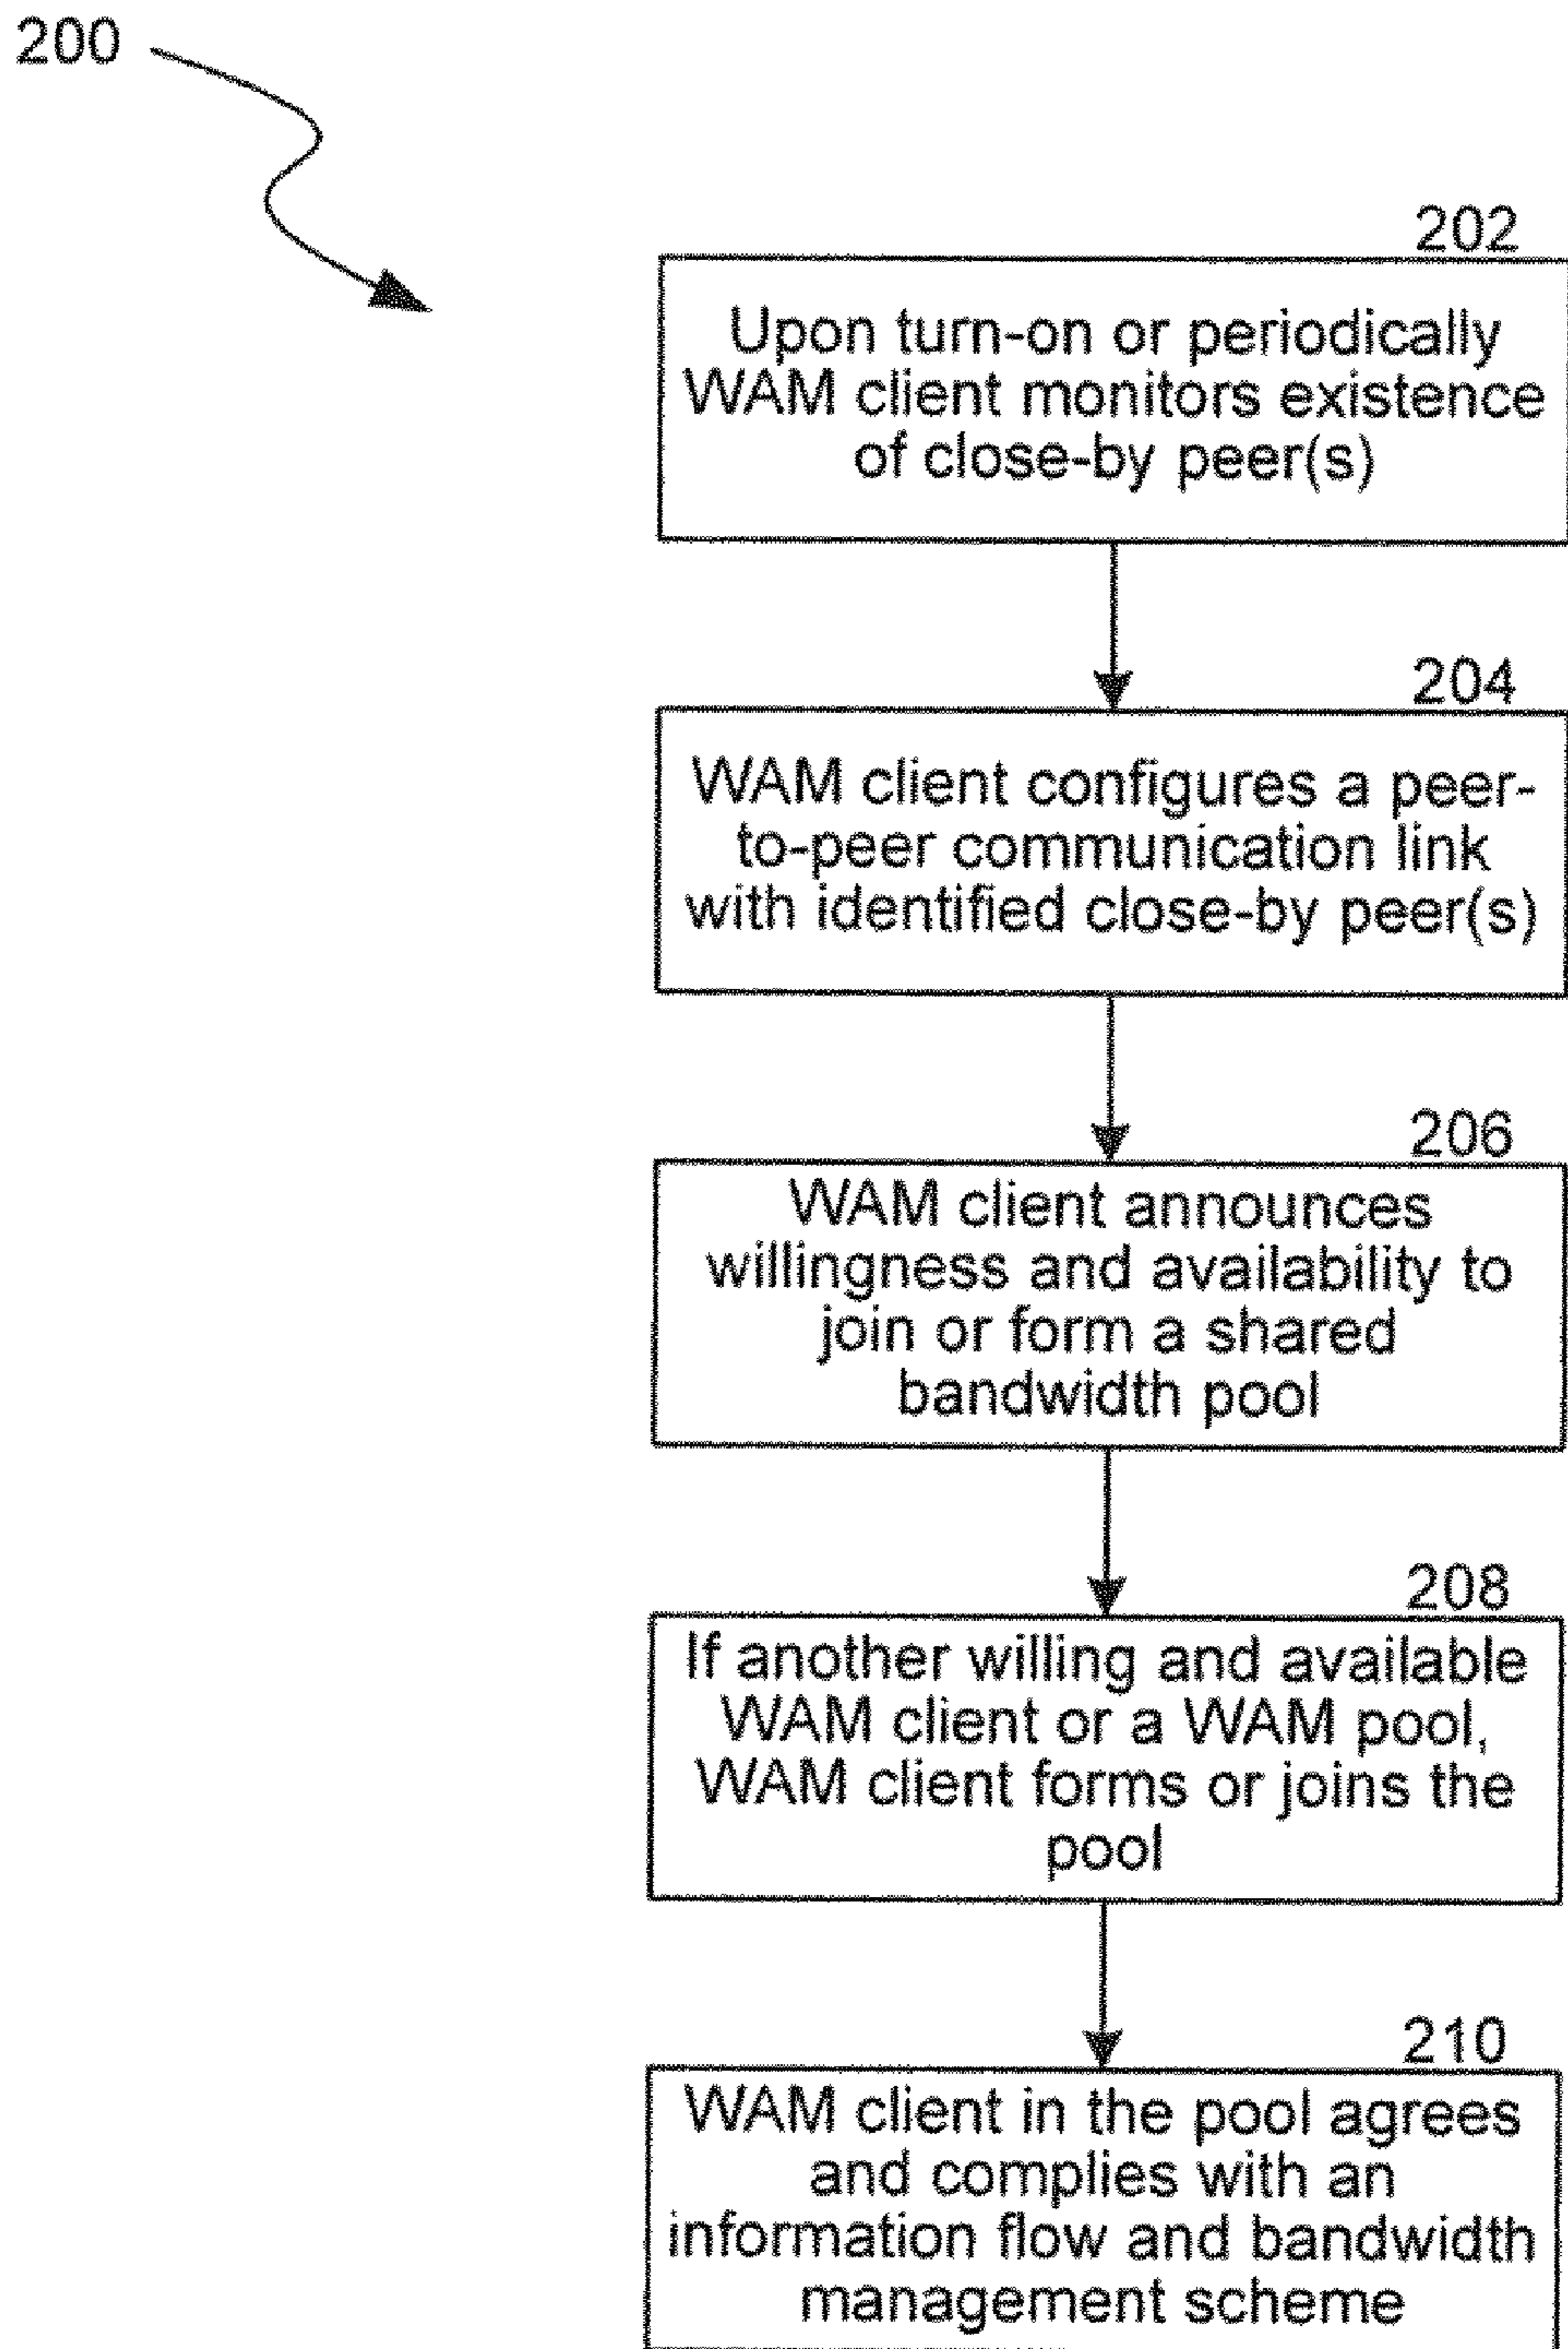 200
202
Upon turn-on or periodically
WAM client monitors existence
of close-by peer(s)
204
WAM client configures a peer-
to-peer communication link
with identified close-by peer(s)
206
WAM client announces
willingness and availability to
join or form a shared
bandwidth pool
208
If another willing and available
WAM client or a WAM pool,
WAM client forms or joins the
pool
210
WAM client in the pool agrees
and complies with an
information flow and bandwidth
management scheme